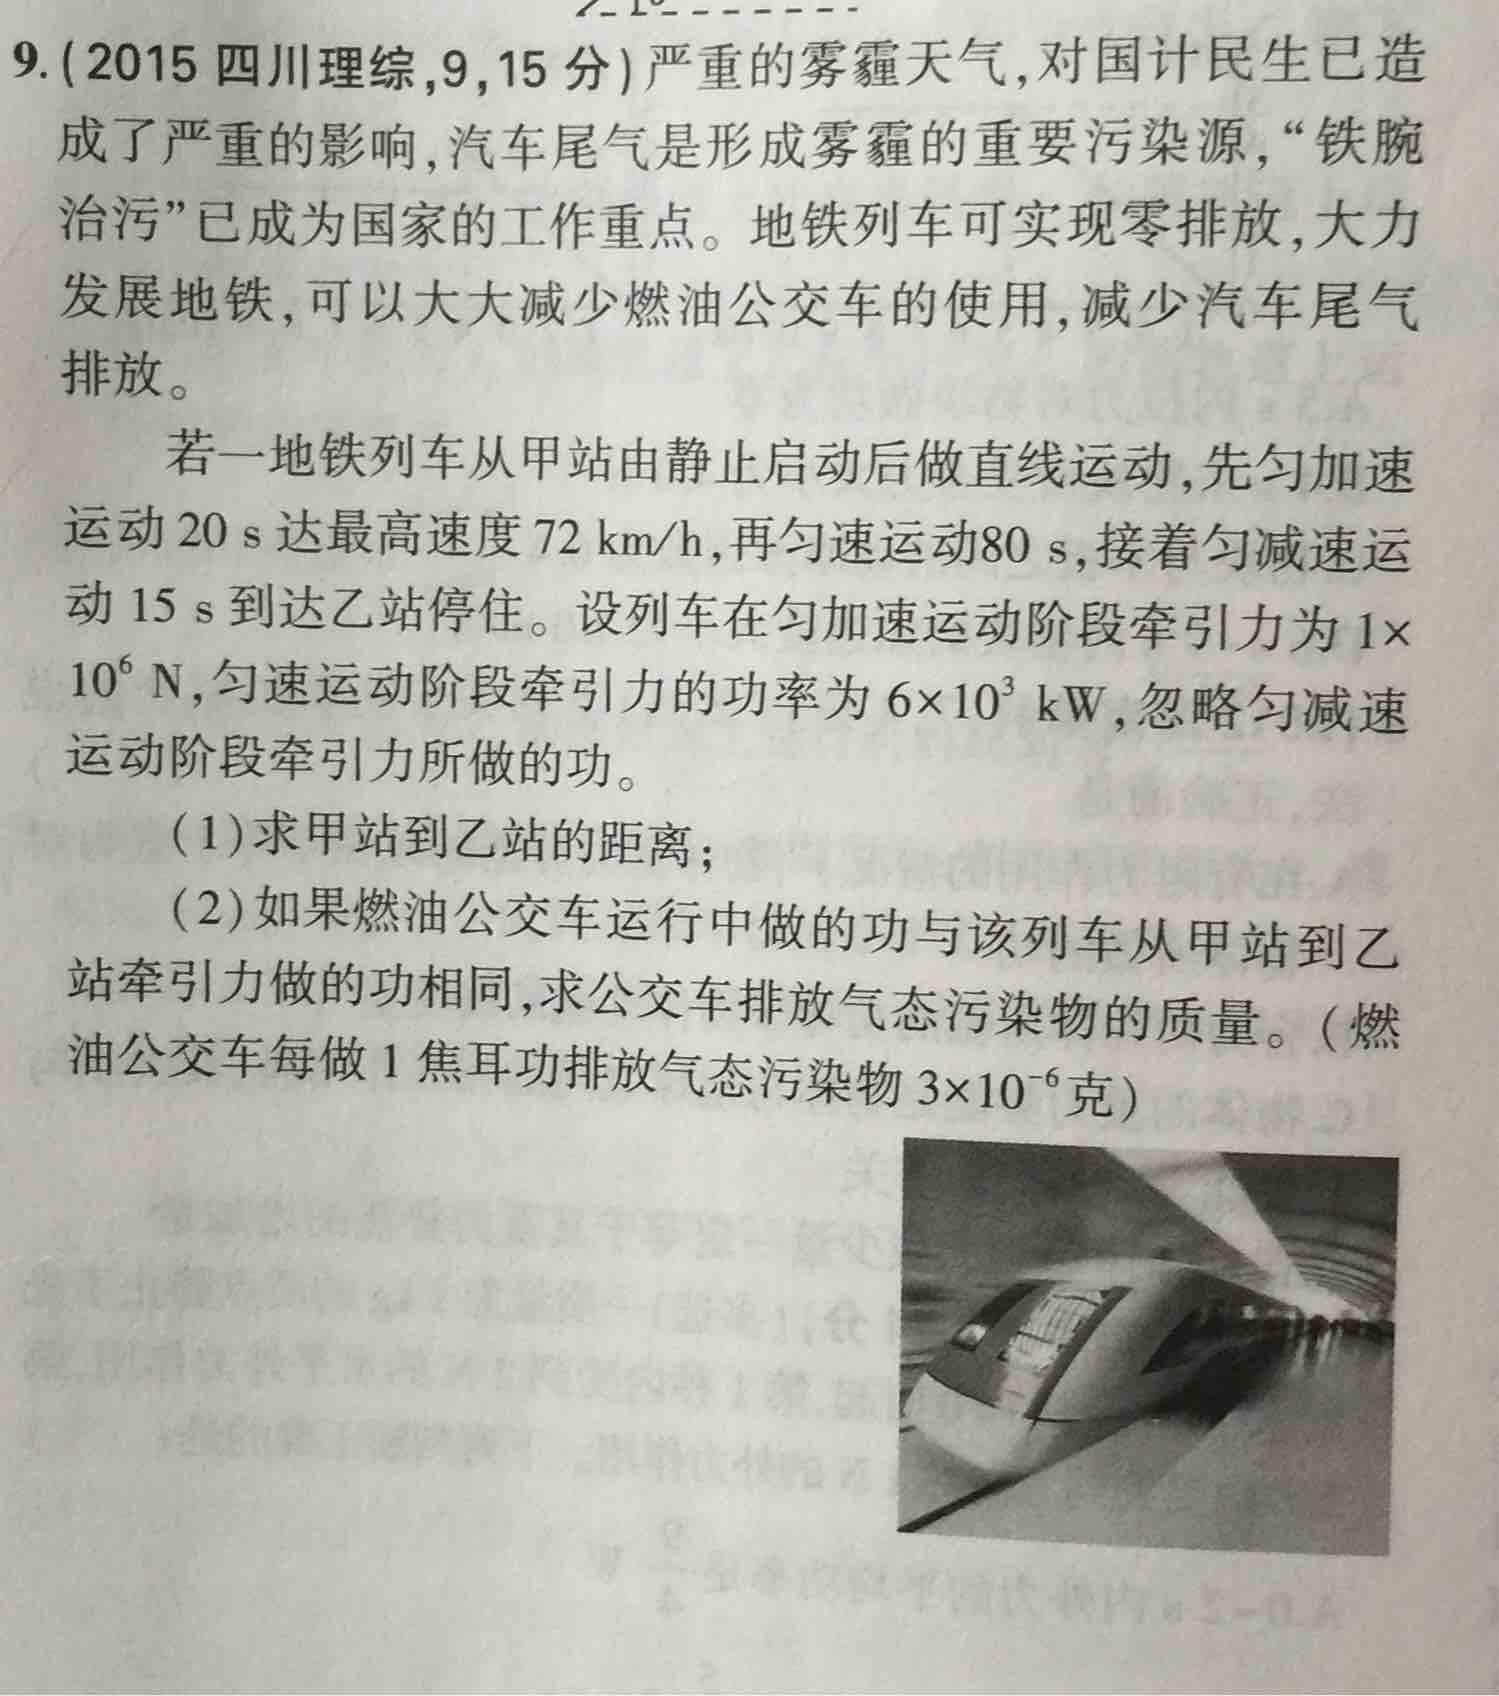 9.(2015 四川理综,9,15 分)严重的雾霾天气,对国计民生已造
成了严重的影响,汽车尾气是形成雾霾的重要污染源,“铁腕
治污”已成为国家的工作重点。地铁列车可实现零排放,大力
发展地铁,可以大大减少燃油公交车的使用,减少汽车尾气
排放。
若一地铁列车从甲站由静止启动后做直线运动,先匀加速
运动 20 s 达最高速度 72 km/h,再匀速运动80 s,接着匀减速运
动 15 s 到达乙站停住。设列车在匀加速运动阶段牵引力为 1×
10⁶ N,匀速运动阶段牵引力的功率为 6×10³ kW,忽略匀减速
运动阶段牵引力所做的功。
(1)求甲站到乙站的距离;
(2)如果燃油公交车运行中做的功与该列车从甲站到乙
站牵引力做的功相同,求公交车排放气态污染物的质量。(燃
油公交车每做 1 焦耳功排放气态污染物 3×10⁻⁶克)